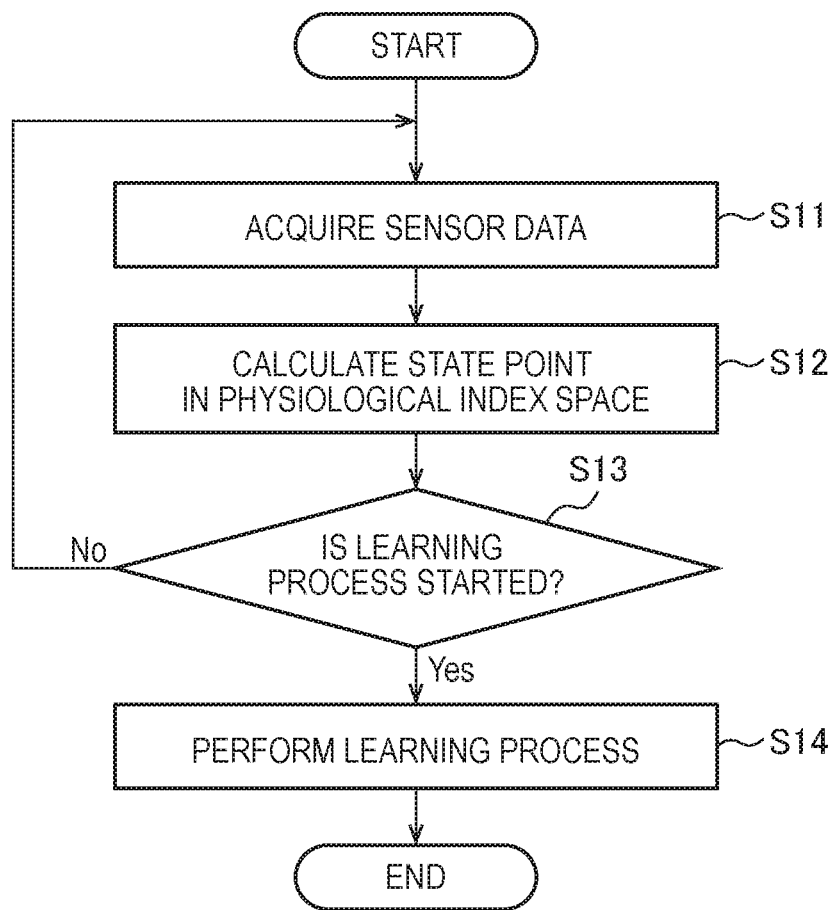 START
ACQUIRE SENSOR DATA
S11
CALCULATE STATE POINT
IN PHYSIOLOGICAL INDEX SPACE
S12
S13
IS LEARNING
PROCESS STARTED?
No
Yes
PERFORM LEARNING PROCESS
S14
END